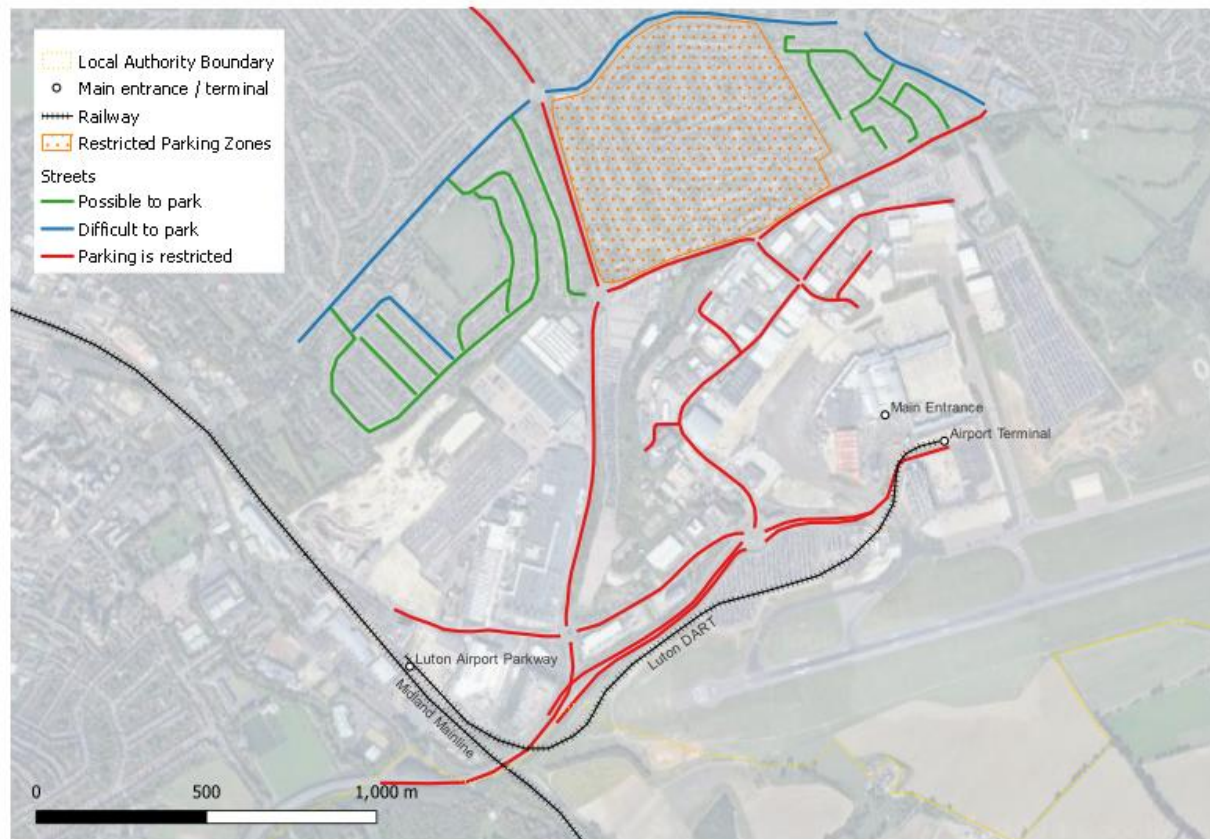 Local Authority Boundary
Main entrance / terminal
Railway
Restricted Parking Zones
Streets
Possible to park
Difficult to park
Parking is restricted
Main Entrance
Airport Terminal
Luton DART
Luton Airport Parkway
Midland Mainline
0 500 1,000 m